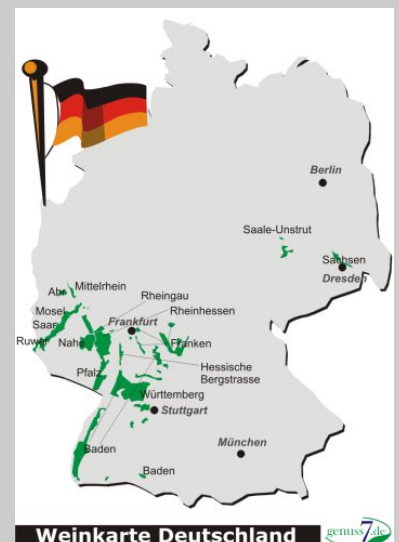 Berlin
Saale-Unstrut
Sachsen
Dresden
Ahr
Mittelrhein
Rheingau
Mosel
Saar
Ruwer
Rheinhessen
Frankfurt
Nahe
Franken
Pfalz
Hessische
Bergstrasse
Württemberg
Stuttgart
Baden
München
Baden
Weinkarte Deutschland
genuss7.de